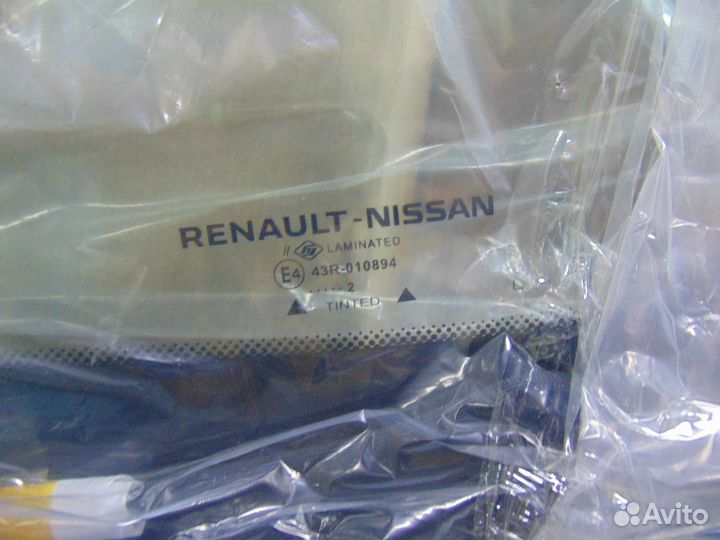 RENAULT-NISSAN
// LAMINATED
E4 43R-010894
..... 2
TINTED
Avito